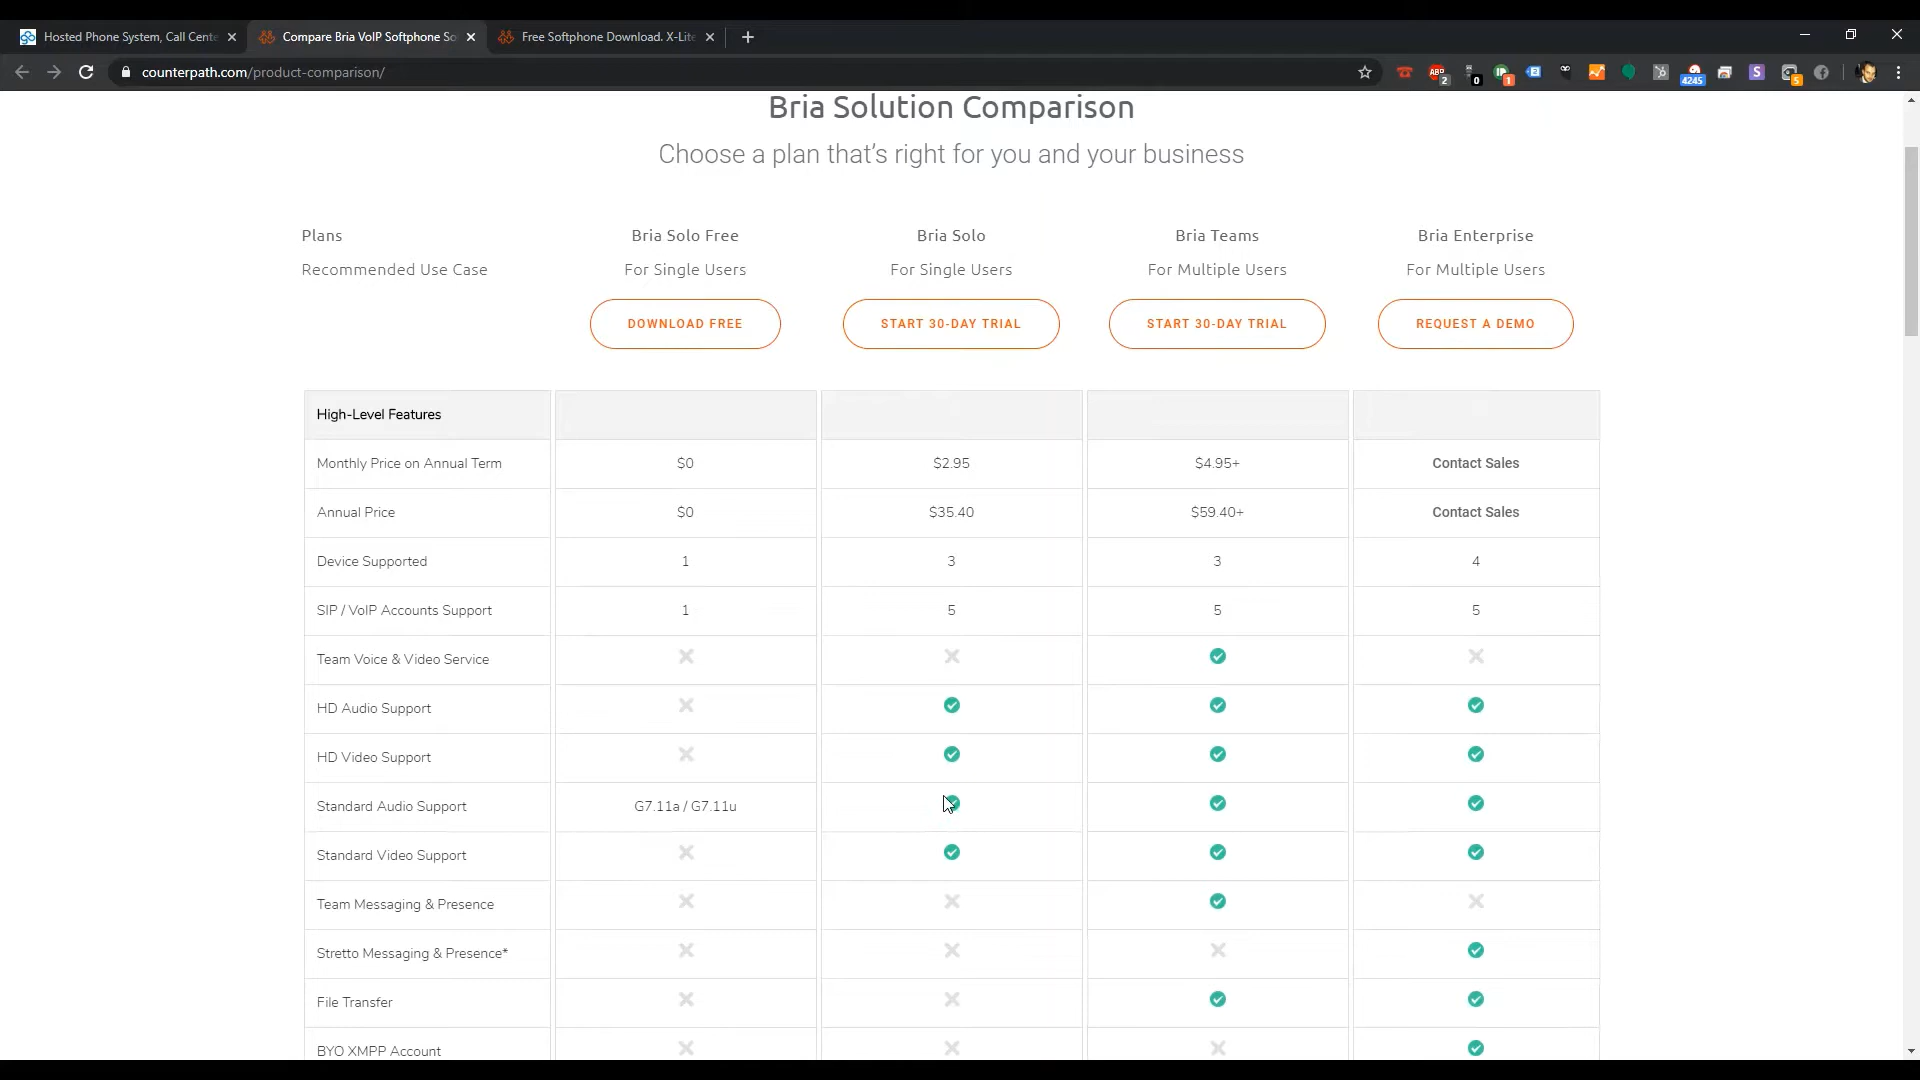 Hosted Phone System, Call Cente
Compare Bria VoIP Softphone So
Free Softphone Download. X-Lite
counterpath.com/product-comparison/
ABP
2
0
1
4245
S
5
Bria Solution Comparison
Choose a plan that's right for you and your business
Plans Bria Solo Free Bria Solo Bria Teams Bria Enterprise
Recommended Use Case For Single Users For Single Users For Multiple Users For Multiple Users
DOWNLOAD FREE START 30-DAY TRIAL START 30-DAY TRIAL REQUEST A DEMO
High-Level Features
Monthly Price on Annual Term $0 $2.95 $4.95+ Contact Sales
Annual Price $0 $35.40 $59.40+ Contact Sales
Device Supported 1 3 3 4
SIP / VoIP Accounts Support 1 5 5 5
Team Voice & Video Service
HD Audio Support
HD Video Support
Standard Audio Support G7.11a / G7.11u
Standard Video Support
Team Messaging & Presence
Stretto Messaging & Presence*
File Transfer
BYO XMPP Account